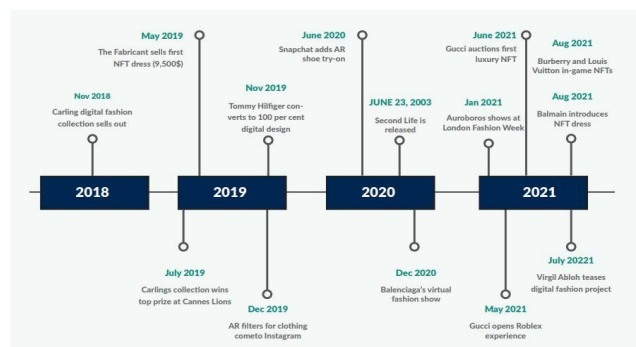 May 2019
The Fabricant sells first
NFT dress (9,500$)
June 2020
Snapchat adds AR
shoe try-on
June 2021
Gucci auctions first
luxury NFT
Aug 2021
Burberry and Louis
Vuitton in-game NFTs
Nov 2018
Carling digital fashion
collection sells out
Nov 2019
Tommy Hilfiger con-
verts to 100 per cent
digital design
JUNE 23, 2003
Second Life is
released
Jan 2021
Auroboros shows at
London Fashion Week
Aug 2021
Balmain introduces
NFT dress
2018
2019
2020
2021
July 2019
Carlings collection wins
top prize at Cannes Lions
Dec 2019
AR filters for clothing
cometo Instagram
Dec 2020
Balenciaga's virtual
fashion show
May 2021
Gucci opens Roblex
experience
July 20221
Virgil Abloh teases
digital fashion project